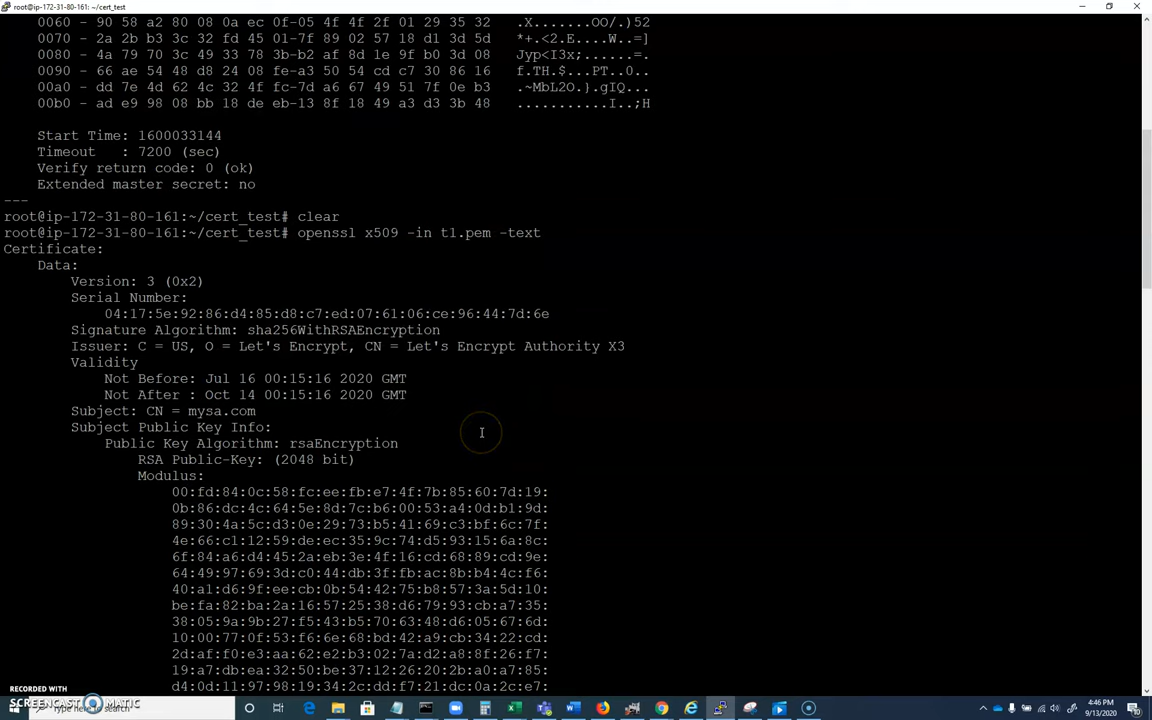 root@ip-172-31-80-161: ~/cert_test
0060 - 90 58 a2 80 08 0a ec 0f-05 4f 4f 2f 01 29 35 32   .X.......OO/.)52
0070 - 2a 2b b3 3c 32 fd 45 01-7f 89 02 57 18 d1 3d 5d   *+.<2.E....W..=]
0080 - 4a 79 70 3c 49 33 78 3b-b2 af 8d 1e 9f b0 3d 08   Jyp<I3x;......=.
0090 - 66 ae 54 48 d8 24 08 fe-a3 50 54 cd c7 30 86 16   f.TH.$...PT..0..
00a0 - dd 7e 4d 62 4c 32 4f fc-7d a6 67 49 51 7f 0e b3   .~MbL2O.}.gIQ...
00b0 - ad e9 98 08 bb 18 de eb-13 8f 18 49 a3 d3 3b 48   ...........I..;H
Start Time: 1600033144
Timeout   : 7200 (sec)
Verify return code: 0 (ok)
Extended master secret: no
---
root@ip-172-31-80-161:~/cert_test# clear
root@ip-172-31-80-161:~/cert_test# openssl x509 -in t1.pem -text
Certificate:
Data:
Version: 3 (0x2)
Serial Number:
04:17:5e:92:86:d4:85:d8:c7:ed:07:61:06:ce:96:44:7d:6e
Signature Algorithm: sha256WithRSAEncryption
Issuer: C = US, O = Let's Encrypt, CN = Let's Encrypt Authority X3
Validity
Not Before: Jul 16 00:15:16 2020 GMT
Not After : Oct 14 00:15:16 2020 GMT
Subject: CN = mysa.com
Subject Public Key Info:
Public Key Algorithm: rsaEncryption
RSA Public-Key: (2048 bit)
Modulus:
00:fd:84:0c:58:fc:ee:fb:e7:4f:7b:85:60:7d:19:
0b:86:dc:4c:64:5e:8d:7c:b6:00:53:a4:0d:b1:9d:
89:30:4a:5c:d3:0e:29:73:b5:41:69:c3:bf:6c:7f:
4e:66:c1:12:59:de:ec:35:9c:74:d5:93:15:6a:8c:
6f:84:a6:d4:45:2a:eb:3e:4f:16:cd:68:89:cd:9e:
64:49:97:69:3d:c0:44:db:3f:fb:ac:8b:b4:4c:f6:
40:a1:d6:9f:ee:cb:0b:54:42:75:b8:57:3a:5d:10:
be:fa:82:ba:2a:16:57:25:38:d6:79:93:cb:a7:35:
38:05:9a:9b:27:f5:43:b5:70:63:48:d6:05:67:61:
10:00:77:0f:53:f6:6e:68:bd:42:a9:cb:34:22:cd:
2d:af:f0:e3:aa:62:e2:b3:02:7a:d2:a8:8f:26:f7:
19:a7:db:ea:32:50:be:37:12:26:20:2b:a0:a7:85:
d4:0d:11:97:98:19:34:2c:dd:f7:21:dc:0a:2c:e7:
RECORDED WITH
SCREENCAST MATIC
Type here to search
4:46 PM
9/13/2020